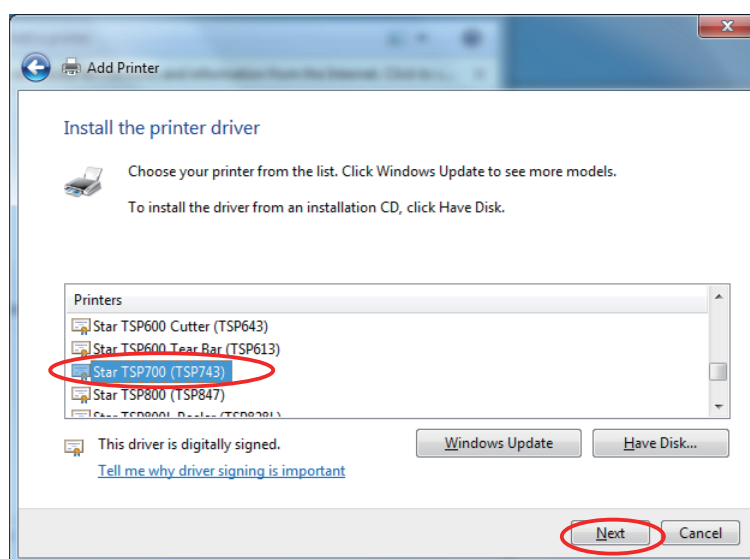 Add Printer
Install the printer driver
Choose your printer from the list. Click Windows Update to see more models.
To install the driver from an installation CD, click Have Disk.
Printers
Star TSP600 Cutter (TSP643)
Star TSP600 Tear Bar (TSP613)
Star TSP700 (TSP743)
Star TSP800 (TSP847)
This driver is digitally signed.
Windows Update
Have Disk...
Tell me why driver signing is important
Next
Cancel